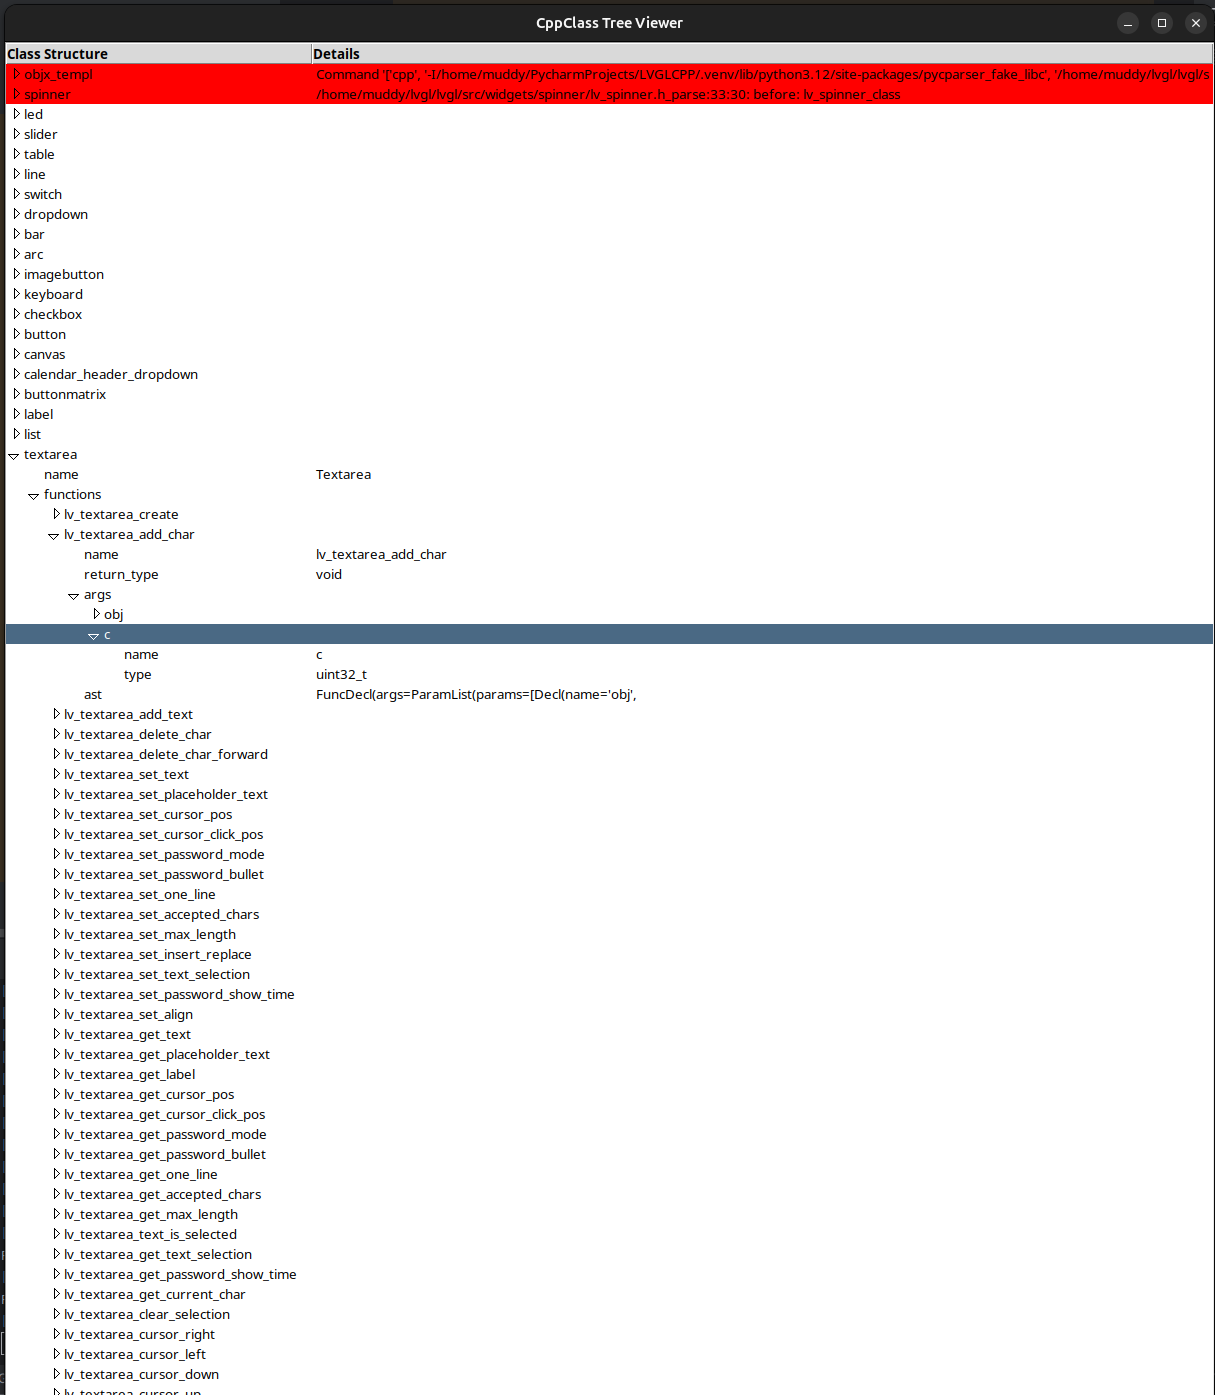 CppClass Tree Viewer
Class Structure Details
objx_templ Command '['cpp', '-I/home/muddy/PycharmProjects/LVGLCPP/.venv/lib/python3.12/site-packages/pycparser_fake_libc', '/home/muddy/lvgl/lvgl/s
spinner /home/muddy/lvgl/lvgl/src/widgets/spinner/lv_spinner.h_parse:33:30: before: lv_spinner_class
led
slider
table
line
switch
dropdown
bar
arc
imagebutton
keyboard
checkbox
button
canvas
calendar_header_dropdown
buttonmatrix
label
list
textarea
name Textarea
functions
lv_textarea_create
lv_textarea_add_char
name lv_textarea_add_char
return_type void
args
obj
c
name c
type uint32_t
ast FuncDecl(args=ParamList(params=[Decl(name='obj',
lv_textarea_add_text
lv_textarea_delete_char
lv_textarea_delete_char_forward
lv_textarea_set_text
lv_textarea_set_placeholder_text
lv_textarea_set_cursor_pos
lv_textarea_set_cursor_click_pos
lv_textarea_set_password_mode
lv_textarea_set_password_bullet
lv_textarea_set_one_line
lv_textarea_set_accepted_chars
lv_textarea_set_max_length
lv_textarea_set_insert_replace
lv_textarea_set_text_selection
lv_textarea_set_password_show_time
lv_textarea_set_align
lv_textarea_get_text
lv_textarea_get_placeholder_text
lv_textarea_get_label
lv_textarea_get_cursor_pos
lv_textarea_get_cursor_click_pos
lv_textarea_get_password_mode
lv_textarea_get_password_bullet
lv_textarea_get_one_line
lv_textarea_get_accepted_chars
lv_textarea_get_max_length
lv_textarea_text_is_selected
lv_textarea_get_text_selection
lv_textarea_get_password_show_time
lv_textarea_get_current_char
lv_textarea_clear_selection
lv_textarea_cursor_right
lv_textarea_cursor_left
lv_textarea_cursor_down
lv_textarea_cursor_up